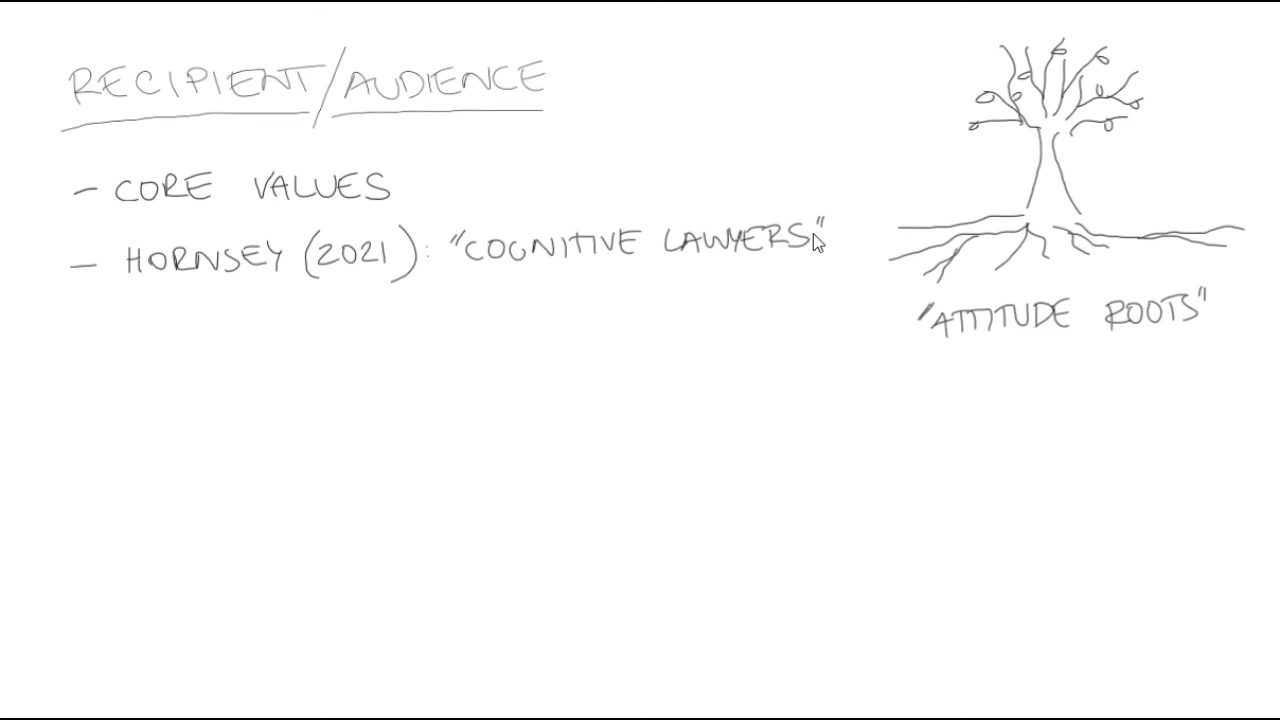 RECIPIENT/AUDIENCE
- CORE VALUES
- HORNSEY (2021): "COGNITIVE LAWYERS"
"ATTITUDE ROOTS"